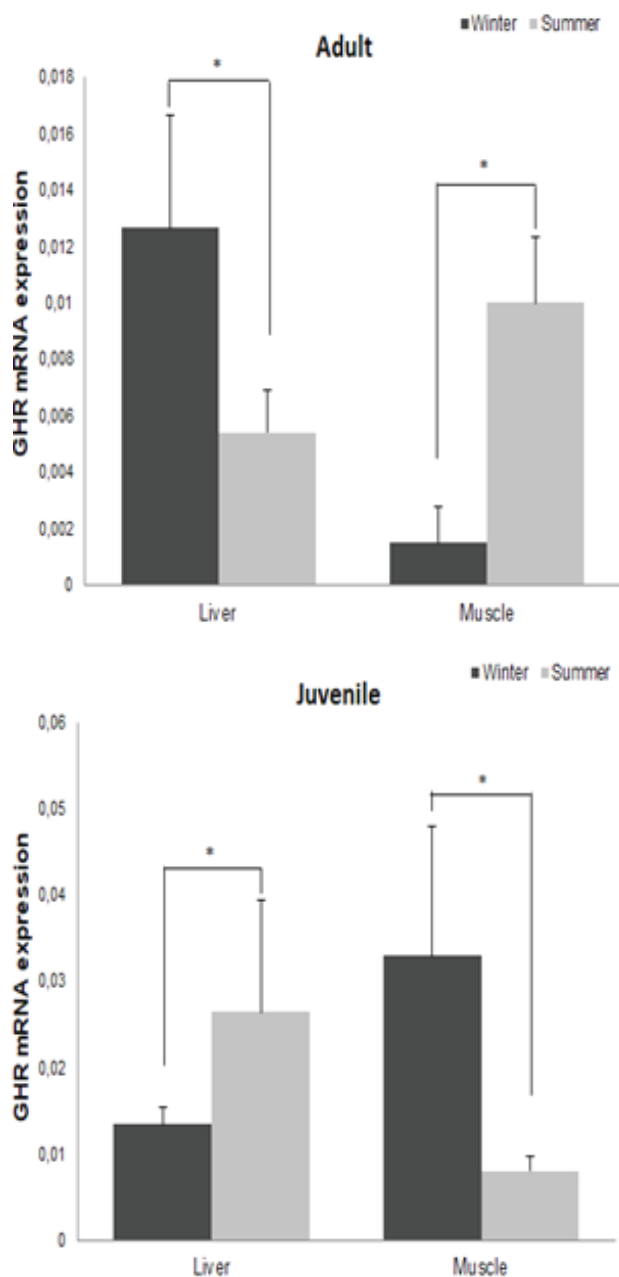 Winter Summer
Adult
GHR mRNA expression
0,018
0,016
0,014
0,012
0,01
0,008
0,006
0,004
0,002
0
*
*
Liver Muscle
Winter Summer
Juvenile
GHR mRNA expression
0,06
0,05
0,04
0,03
0,02
0,01
0
*
*
Liver Muscle